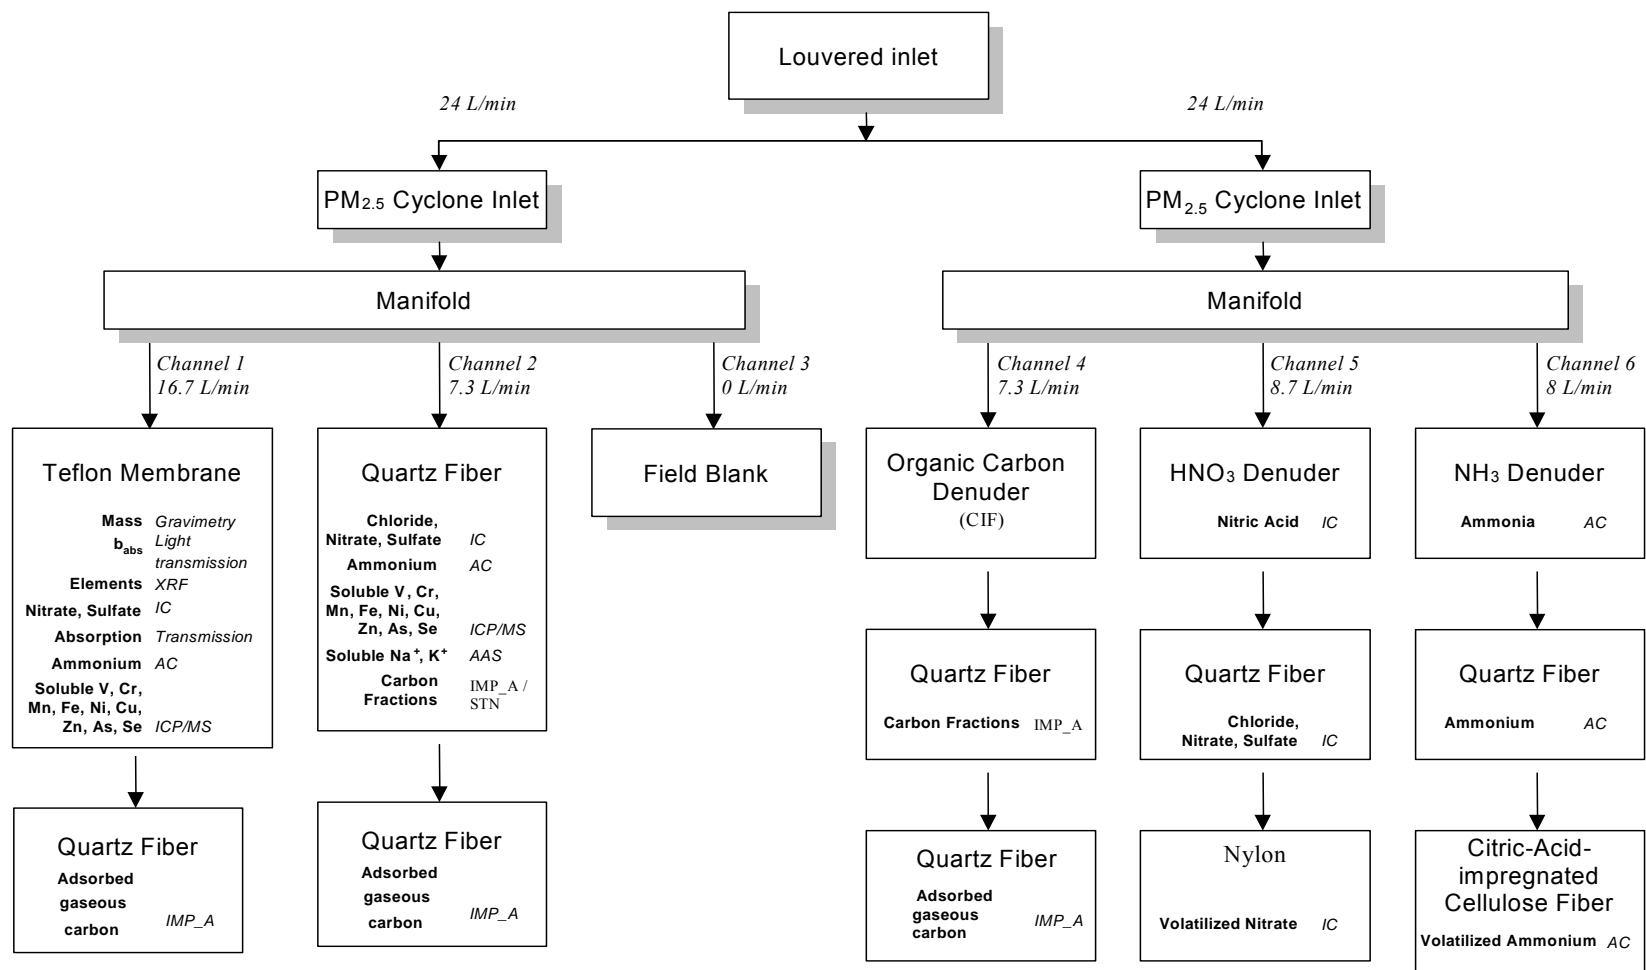 Louvered inlet
24 L/min
24 L/min
PM2.5 Cyclone Inlet
PM2.5 Cyclone Inlet
Manifold
Manifold
Channel 1
16.7 L/min
Channel 2
7.3 L/min
Channel 3
0 L/min
Channel 4
7.3 L/min
Channel 5
8.7 L/min
Channel 6
8 L/min
Teflon Membrane
Mass Gravimetry
babs Light
transmission
Elements XRF
Nitrate, Sulfate IC
Absorption Transmission
Ammonium AC
Soluble V, Cr,
Mn, Fe, Ni, Cu,
Zn, As, Se ICP/MS
Quartz Fiber
Chloride,
Nitrate, Sulfate IC
Ammonium AC
Soluble V, Cr,
Mn, Fe, Ni, Cu,
Zn, As, Se ICP/MS
Soluble Na+, K+ AAS
Carbon IMP_A /
Fractions STN
Field Blank
Organic Carbon
Denuder
(CIF)
HNO3 Denuder
Nitric Acid IC
NH3 Denuder
Ammonia AC
Quartz Fiber
Carbon Fractions IMP_A
Quartz Fiber
Chloride,
Nitrate, Sulfate IC
Quartz Fiber
Ammonium AC
Quartz Fiber
Adsorbed
gaseous
carbon IMP_A
Quartz Fiber
Adsorbed
gaseous
carbon IMP_A
Quartz Fiber
Adsorbed
gaseous
carbon IMP_A
Nylon
Volatilized Nitrate IC
Citric-Acid-
impregnated
Cellulose Fiber
Volatilized Ammonium AC